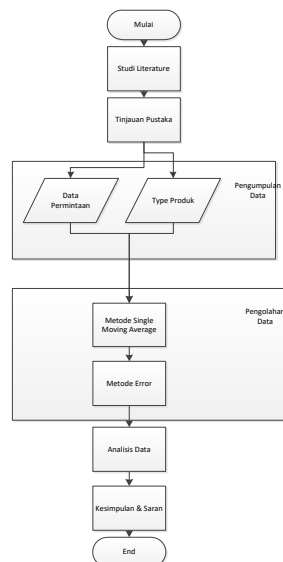 Mulai
Studi Literature
Tinjauan Pustaka
Pengumpulan
Data
Data
Permintaan
Type Produk
Pengolahan
Data
Metode Single
Moving Average
Metode Error
Analisis Data
Kesimpulan & Saran
End